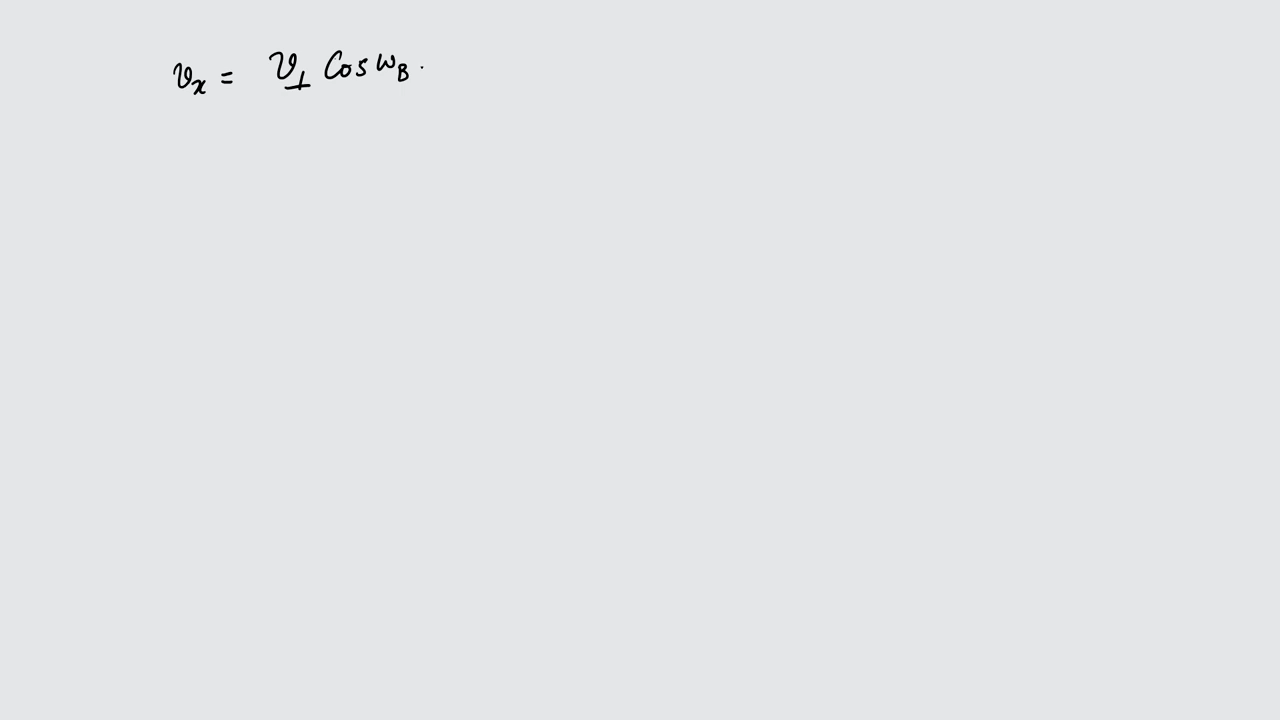 v_x = v_⊥ Cos ω_B .